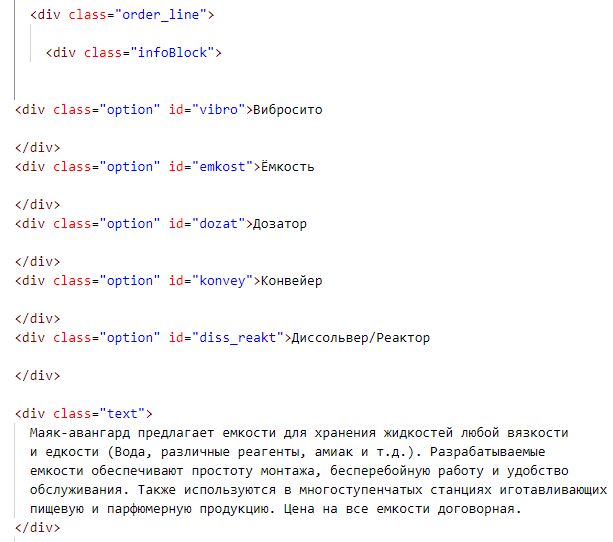 <div class="order_line">
<div class="infoBlock">
<div class="option" id="vibro">Вибросито
</div>
<div class="option" id="emkost">Ёмкость
</div>
<div class="option" id="dozat">Дозатор
</div>
<div class="option" id="konvey">Конвейер
</div>
<div class="option" id="diss_reakt">Диссольвер/Реактор
</div>
<div class="text">
Маяк-авангард предлагает емкости для хранения жидкостей любой вязкости
и едкости (Вода, различные реагенты, амиак и т.д.). Разрабатываемые
емкости обеспечивают простоту монтажа, бесперебойную работу и удобство
обслуживания. Также используются в многоступенчатых станциях иготавливающих
пищевую и парфюмерную продукцию. Цена на все емкости договорная.
</div>